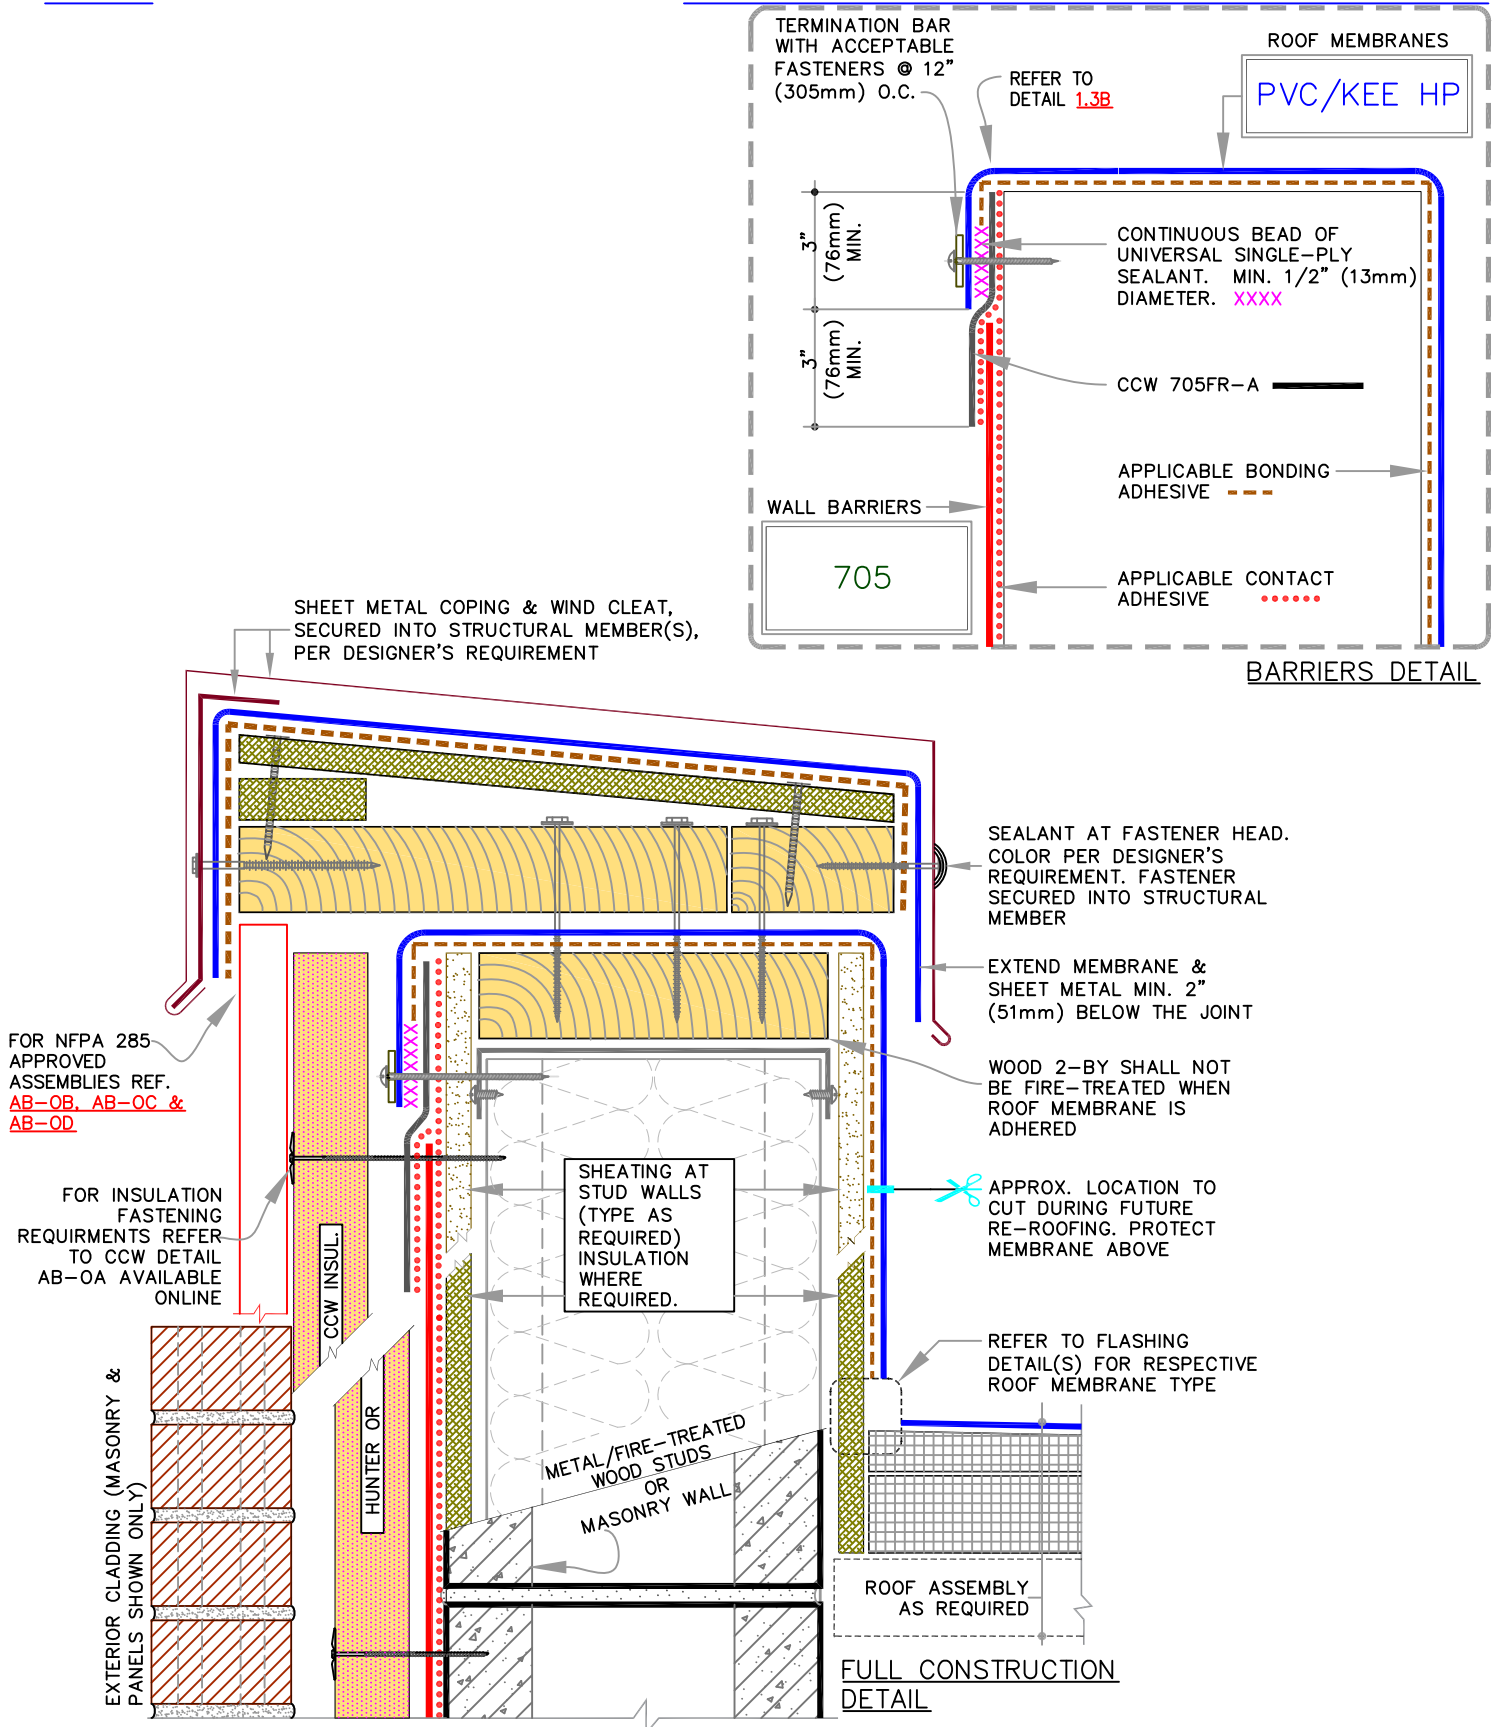 TERMINATION BAR
WITH ACCEPTABLE
FASTENERS @ 12"
(305mm) O.C.
REFER TO
DETAIL 1.3B
ROOF MEMBRANES
PVC/KEE HP
3"
(76mm)
MIN.
3"
(76mm)
MIN.
CONTINUOUS BEAD OF
UNIVERSAL SINGLE-PLY
SEALANT. MIN. 1/2" (13mm)
DIAMETER. XXXX
CCW 705FR-A
APPLICABLE BONDING
ADHESIVE
WALL BARRIERS
705
APPLICABLE CONTACT
ADHESIVE
BARRIERS DETAIL
SHEET METAL COPING & WIND CLEAT,
SECURED INTO STRUCTURAL MEMBER(S),
PER DESIGNER'S REQUIREMENT
SEALANT AT FASTENER HEAD.
COLOR PER DESIGNER'S
REQUIREMENT. FASTENER
SECURED INTO STRUCTURAL
MEMBER
EXTEND MEMBRANE &
SHEET METAL MIN. 2"
(51mm) BELOW THE JOINT
FOR NFPA 285
APPROVED
ASSEMBLIES REF.
AB-OB, AB-OC &
AB-OD
WOOD 2-BY SHALL NOT
BE FIRE-TREATED WHEN
ROOF MEMBRANE IS
ADHERED
FOR INSULATION
FASTENING
REQUIRMENTS REFER
TO CCW DETAIL
AB-OA AVAILABLE
ONLINE
SHEATING AT
STUD WALLS
(TYPE AS
REQUIRED)
INSULATION
WHERE
REQUIRED.
APPROX. LOCATION TO
CUT DURING FUTURE
RE-ROOFING. PROTECT
MEMBRANE ABOVE
CCW INSUL.
HUNTER OR
REFER TO FLASHING
DETAIL(S) FOR RESPECTIVE
ROOF MEMBRANE TYPE
METAL/FIRE-TREATED
WOOD STUDS
OR
MASONRY WALL
EXTERIOR CLADDING (MASONRY &
PANELS SHOWN ONLY)
ROOF ASSEMBLY
AS REQUIRED
FULL CONSTRUCTION
DETAIL